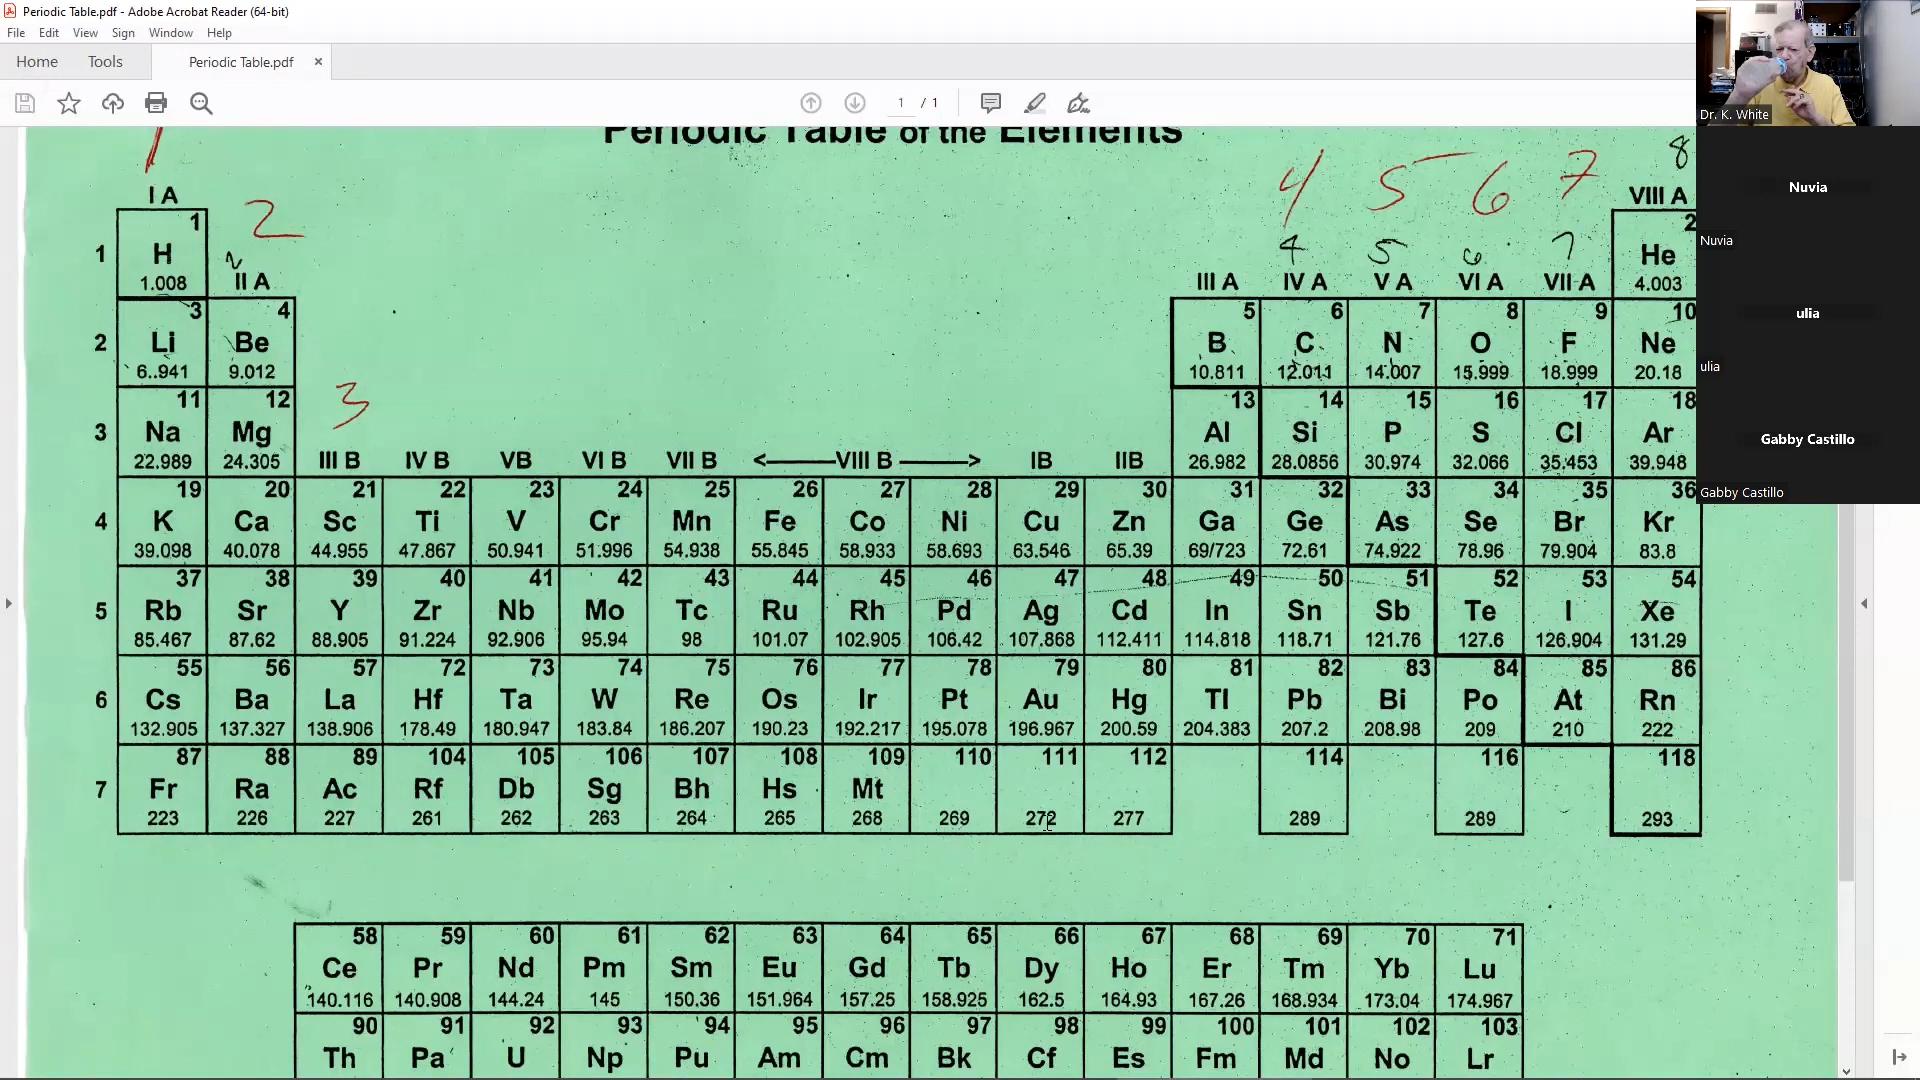 Periodic Table.pdf - Adobe Acrobat Reader (64-bit)
File Edit View Sign Window Help
Home Tools Periodic Table.pdf ×
1 / 1
Dr. K. White
Nuvia
Nuvia
ulia
ulia
Gabby Castillo
Gabby Castillo
Periodic Table of the Elements
1 4 5 6 7 8
I A VIII A
2
1 2
1 H He
1.008 4.003
2 4 5 6 7
II A III A IV A V A VI A VII A
3 4 5 6 7 8 9 10
2 Li Be B C N O F Ne
6..941 9.012 10.811 12.011 14.007 15.999 18.999 20.18
3
11 12 13 14 15 16 17 18
3 Na Mg Al Si P S Cl Ar
22.989 24.305 III B IV B VB VI B VII B <——VIII B——> IB IIB 26.982 28.0856 30.974 32.066 35.453 39.948
19 20 21 22 23 24 25 26 27 28 29 30 31 32 33 34 35 36
4 K Ca Sc Ti V Cr Mn Fe Co Ni Cu Zn Ga Ge As Se Br Kr
39.098 40.078 44.955 47.867 50.941 51.996 54.938 55.845 58.933 58.693 63.546 65.39 69/723 72.61 74.922 78.96 79.904 83.8
37 38 39 40 41 42 43 44 45 46 47 48 49 50 51 52 53 54
5 Rb Sr Y Zr Nb Mo Tc Ru Rh Pd Ag Cd In Sn Sb Te I Xe
85.467 87.62 88.905 91.224 92.906 95.94 98 101.07 102.905 106.42 107.868 112.411 114.818 118.71 121.76 127.6 126.904 131.29
55 56 57 72 73 74 75 76 77 78 79 80 81 82 83 84 85 86
6 Cs Ba La Hf Ta W Re Os Ir Pt Au Hg Tl Pb Bi Po At Rn
132.905 137.327 138.906 178.49 180.947 183.84 186.207 190.23 192.217 195.078 196.967 200.59 204.383 207.2 208.98 209 210 222
87 88 89 104 105 106 107 108 109 110 111 112 114 116 118
7 Fr Ra Ac Rf Db Sg Bh Hs Mt
223 226 227 261 262 263 264 265 268 269 272 277 289 289 293
58 59 60 61 62 63 64 65 66 67 68 69 70 71
Ce Pr Nd Pm Sm Eu Gd Tb Dy Ho Er Tm Yb Lu
140.116 140.908 144.24 145 150.36 151.964 157.25 158.925 162.5 164.93 167.26 168.934 173.04 174.967
90 91 92 93 94 95 96 97 98 99 100 101 102 103
Th Pa U Np Pu Am Cm Bk Cf Es Fm Md No Lr